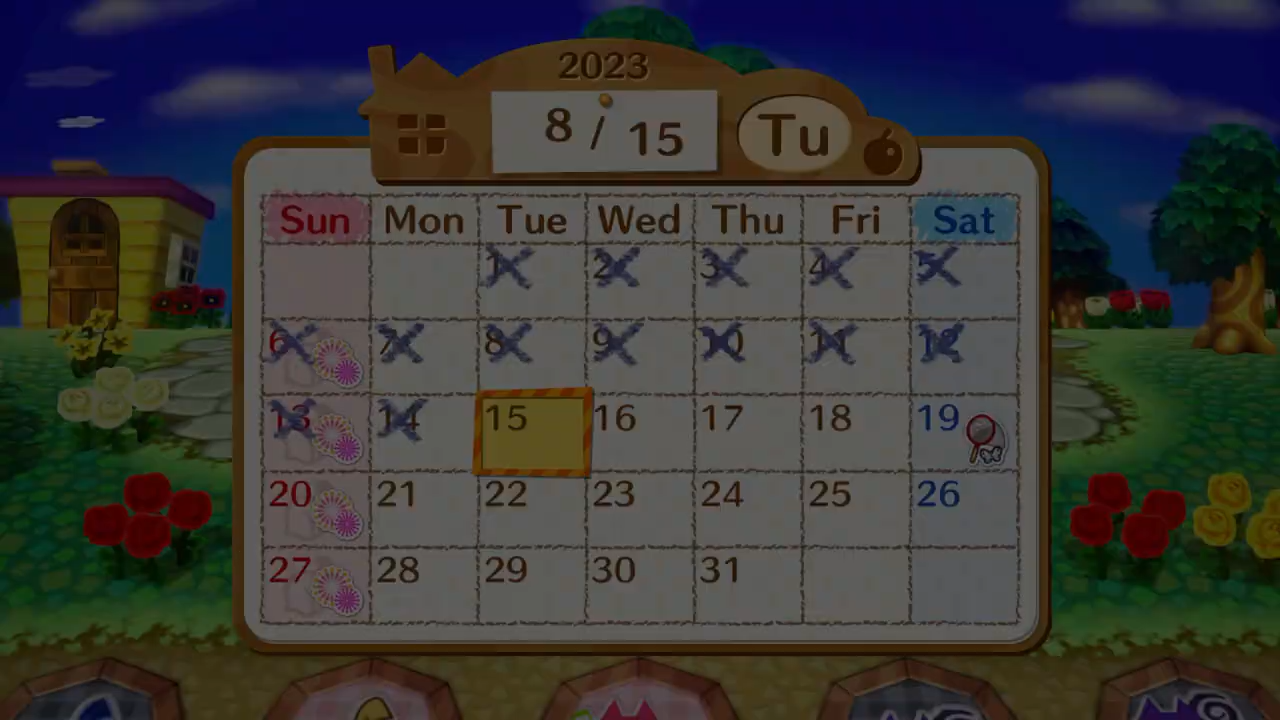 2023
8 / 15 Tu
Sun Mon Tue Wed Thu Fri Sat
1 2 3 4 5
6 7 8 9 10 11 12
13 14 15 16 17 18 19
20 21 22 23 24 25 26
27 28 29 30 31